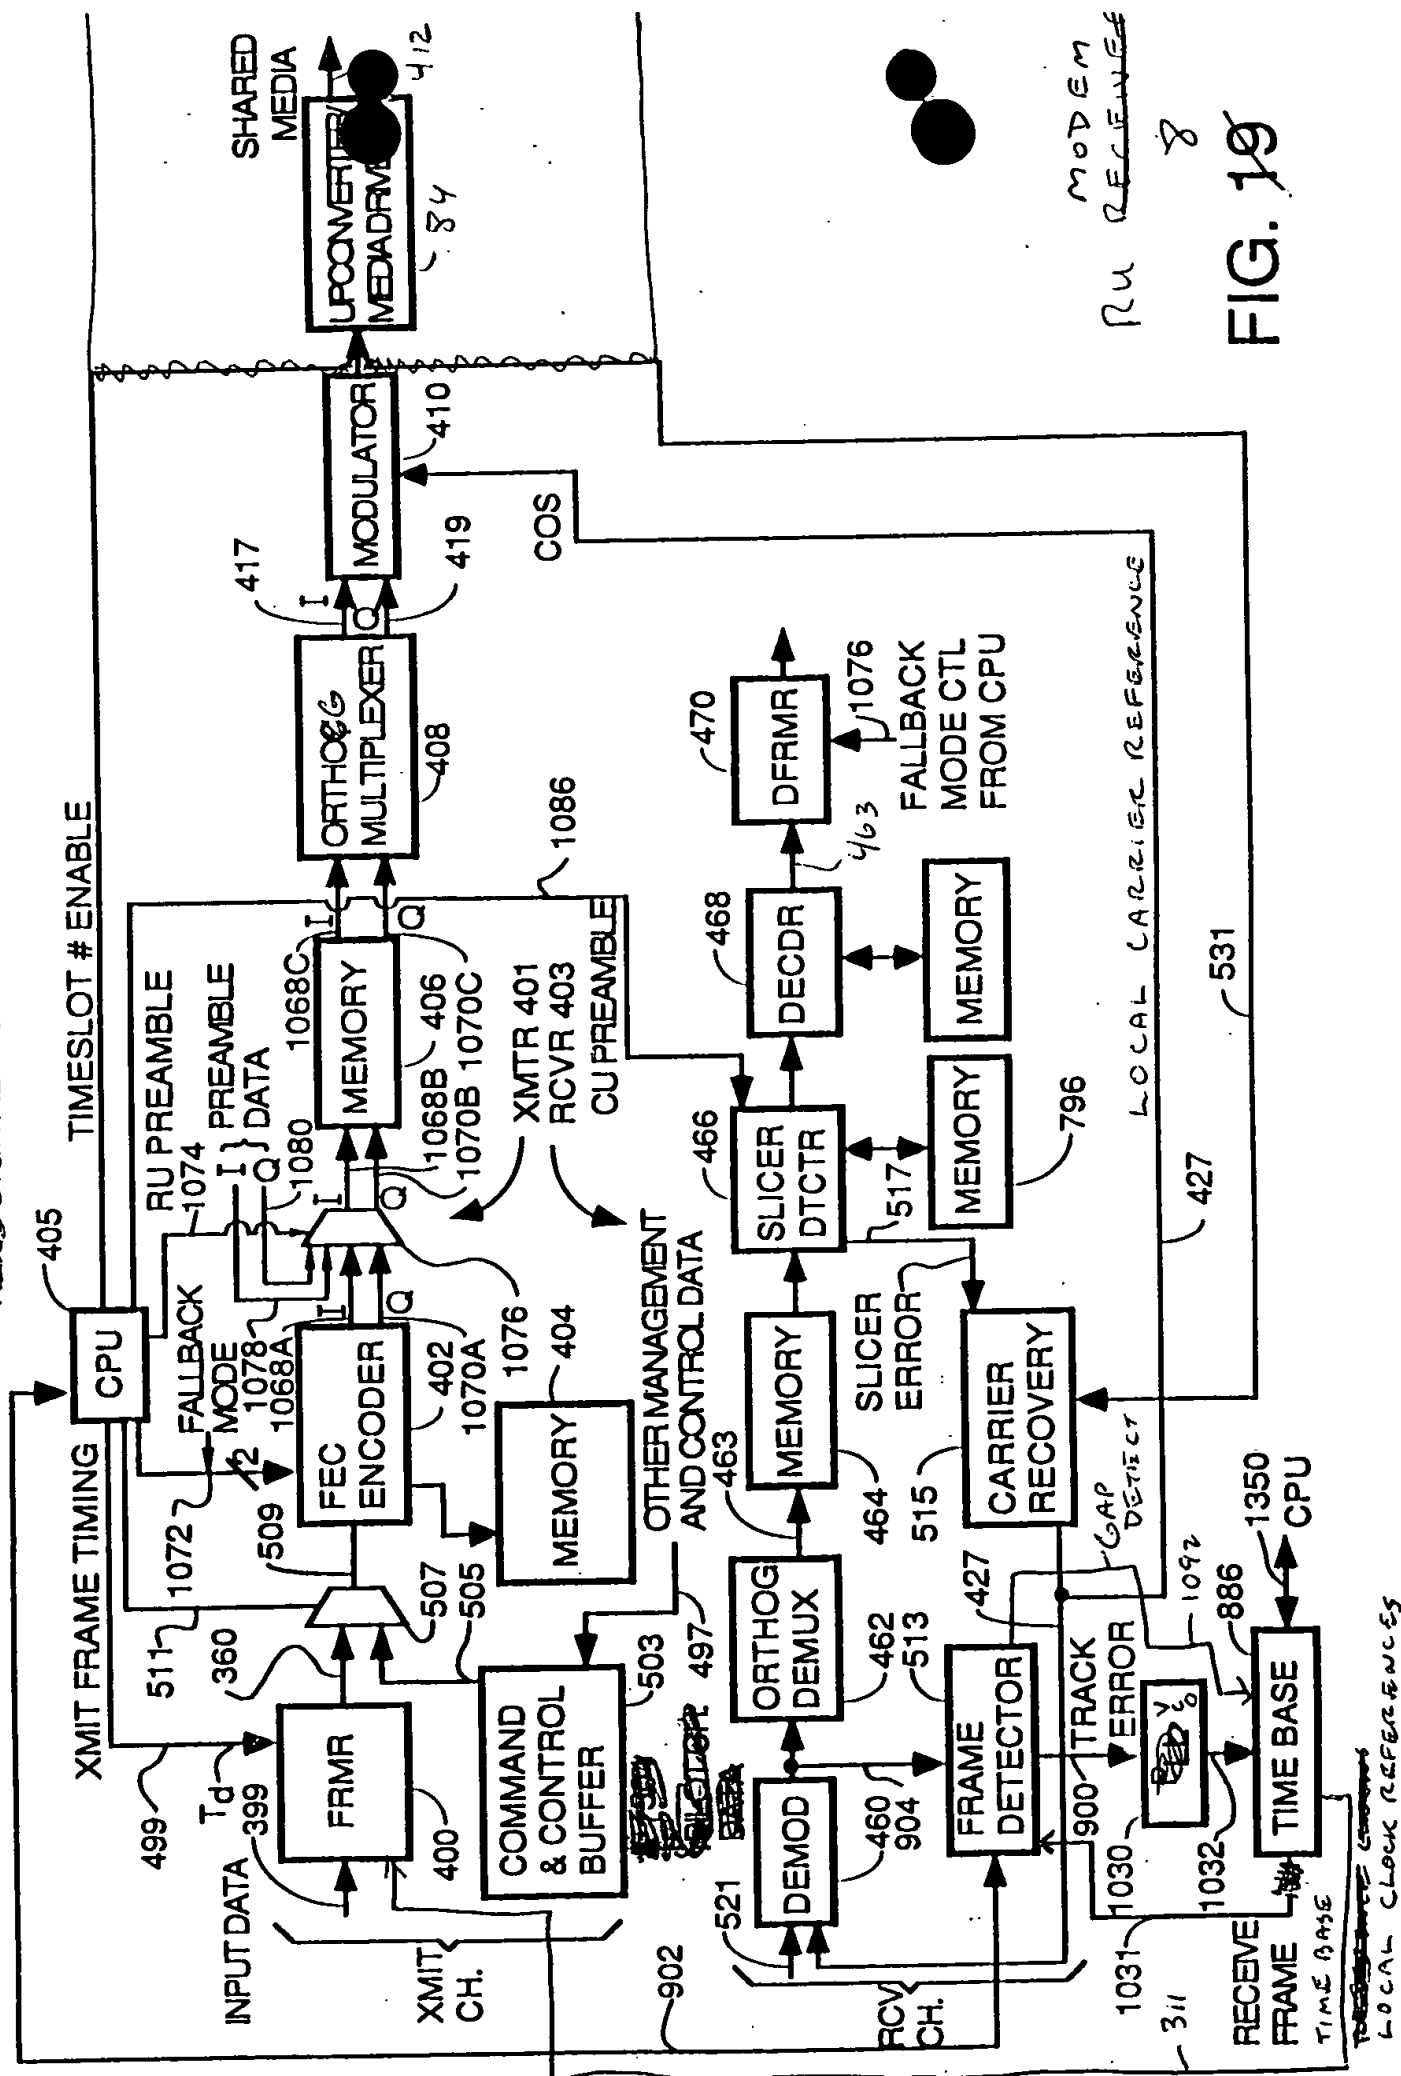 TIMESLOT # ENABLE
405
CPU
XMIT FRAME TIMING
RU PREAMBLE
1074
I } PREAMBLE
Q } DATA
1080
FALLBACK
MODE
1078
1068A
2
1072
511
509
360
499
Td
INPUT DATA
399
FRMR
400
507
505
FEC
ENCODER
402
1070A
I
Q
1076
MEMORY
404
I
Q
1068B
1070B
MEMORY
406
1068C
1070C
I
Q
ORTHOG
MULTIPLEXER
408
417
I
Q
419
MODULATOR
410
COS
UPCONVERTER/
84
SHARED
MEDIA
412
1086
XMTR 401
RCVR 403
CU PREAMBLE
COMMAND
& CONTROL
BUFFER
503
497
OTHER MANAGEMENT
AND CONTROL DATA
XMIT
CH.
902
521
DEMOD
460
904
ORTHOG
DEMUX
462
463
MEMORY
464
SLICER
DTCTR
466
517
MEMORY
796
DECDR
468
MEMORY
463
DFRMR
470
1076
FALLBACK
MODE CTL
FROM CPU
SLICER
ERROR
CARRIER
RECOVERY
515
427
FRAME
DETECTOR
513
RCV
CH.
900
TRACK
ERROR
GAP
DETECT
1092
1030
1032
1031
TIME BASE
886
1350
CPU
RECEIVE
FRAME
TIME BASE
LOCAL CLOCK REFERENCES
311
427
LOCAL CARRIER REFERENCE
531
MODEM
RU RECIEVER
8
FIG. 19